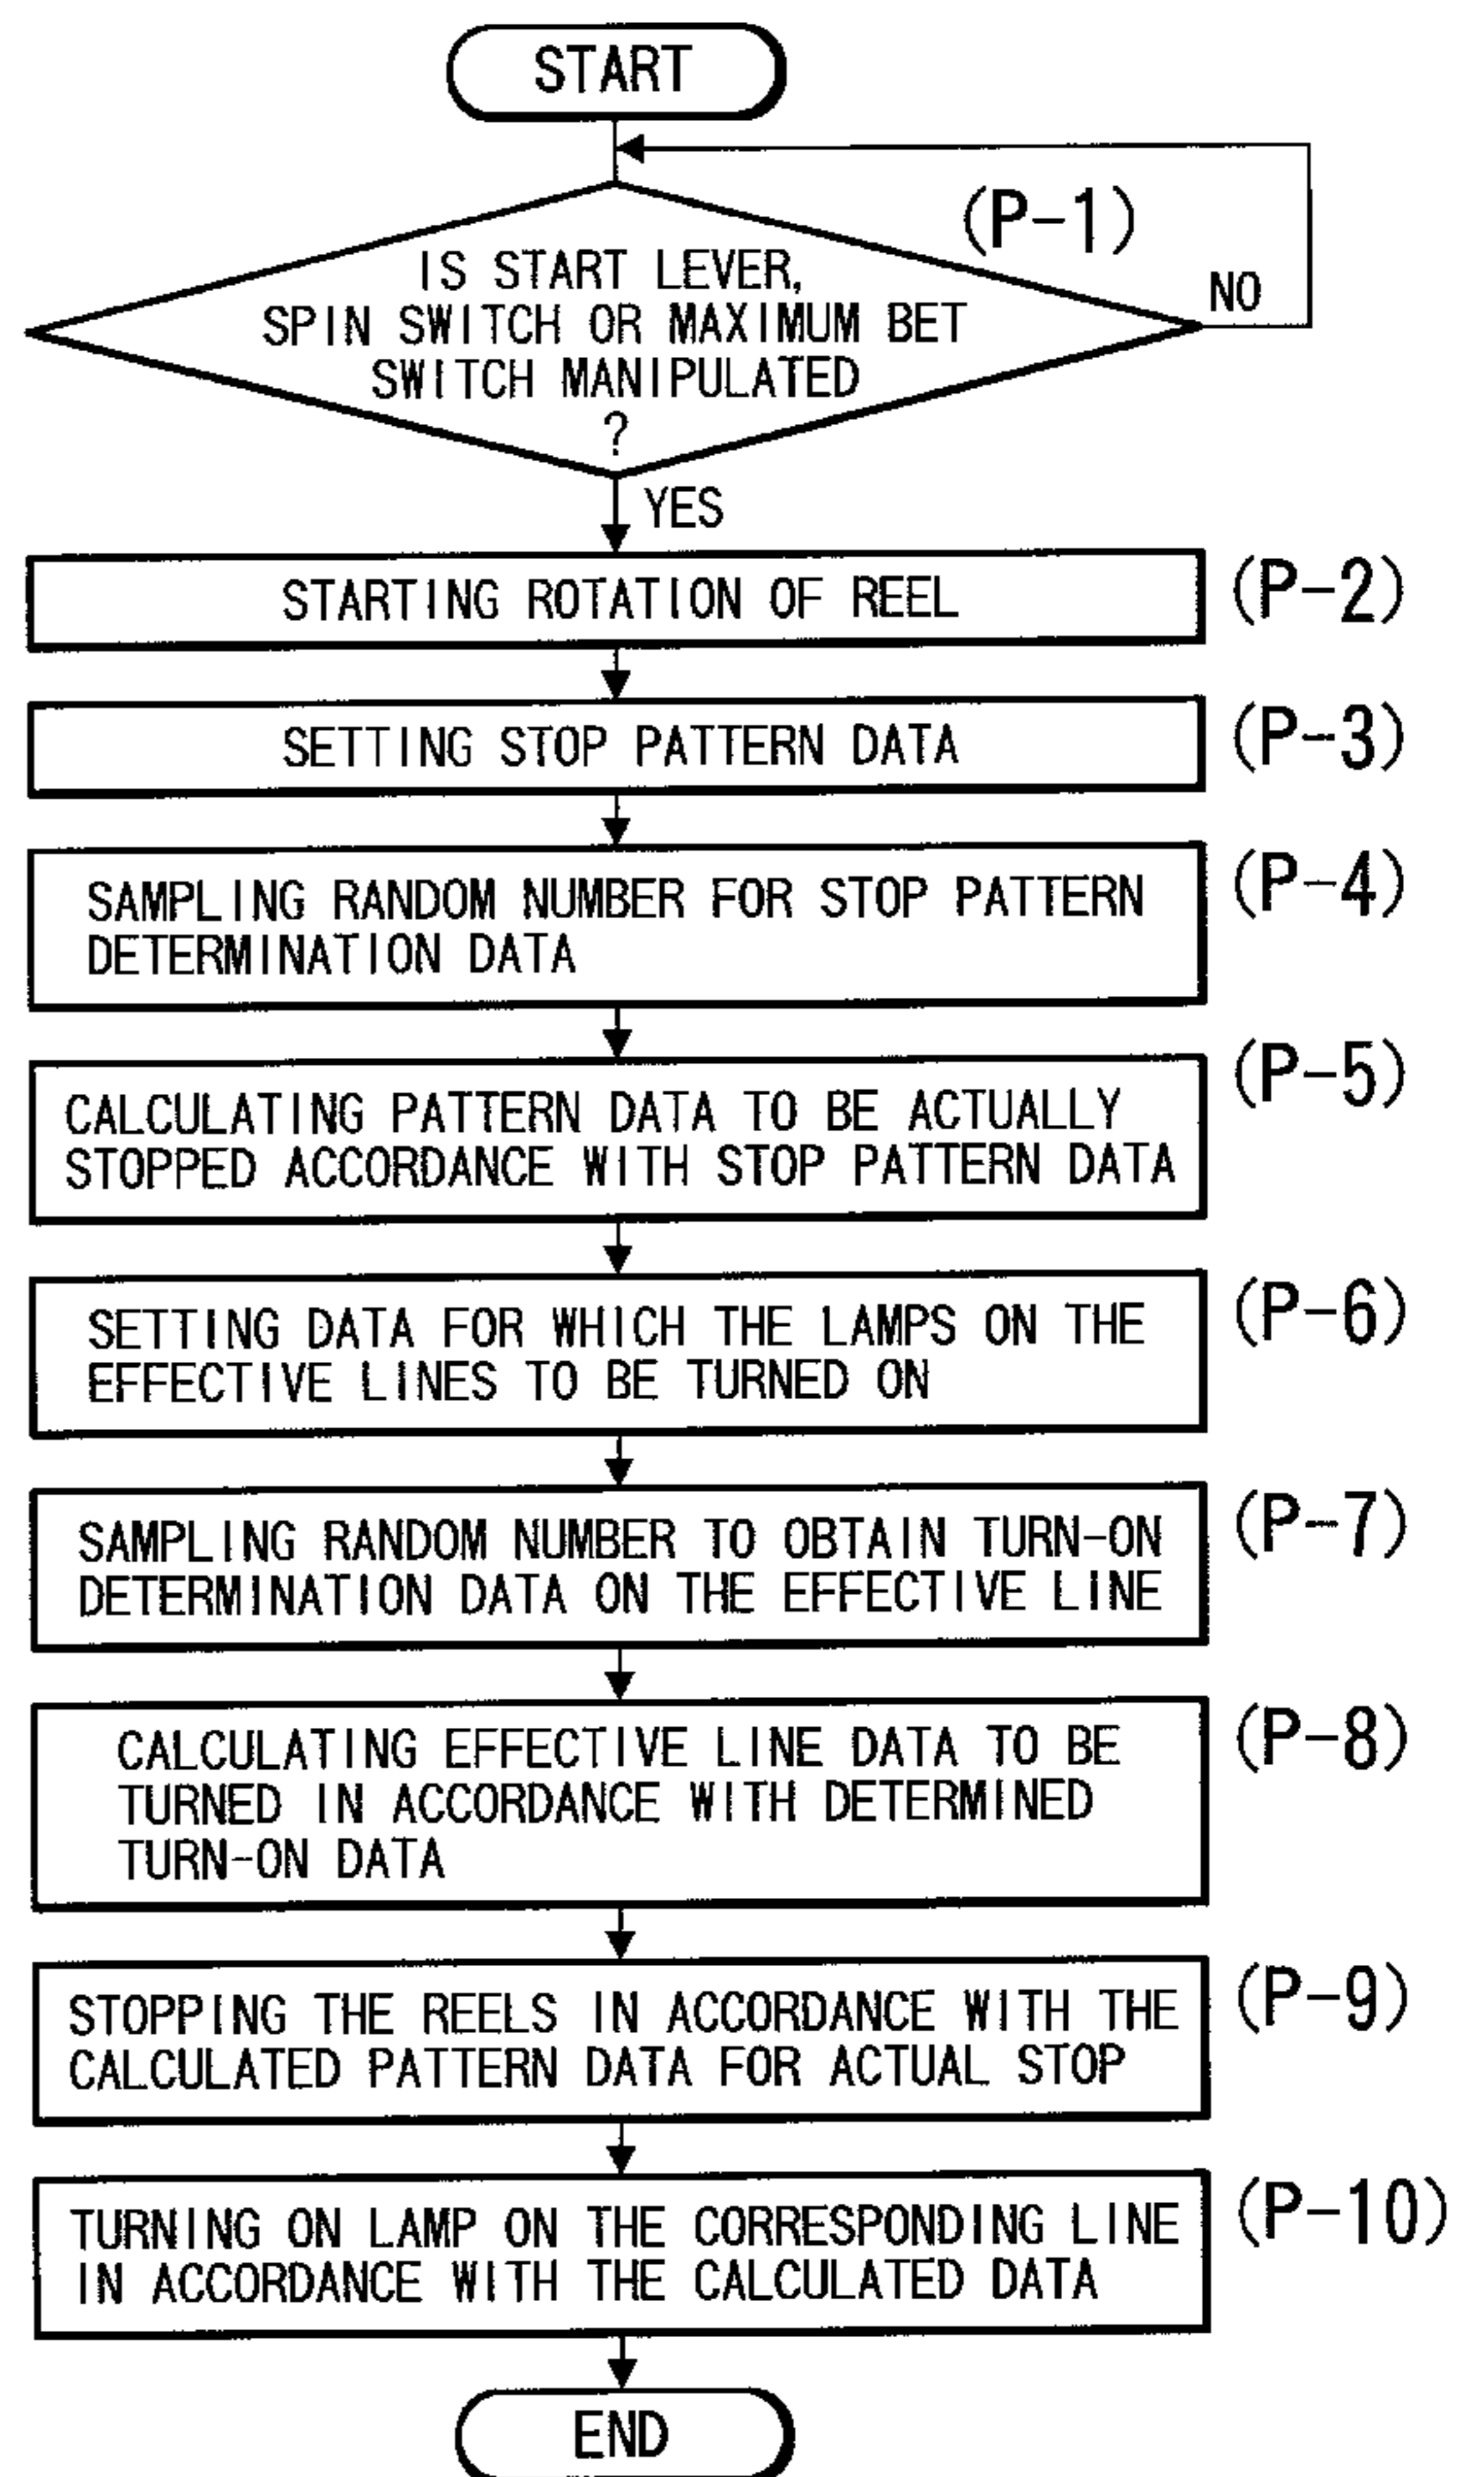 START
(P-1)
IS START LEVER,
NO
SPIN SWITCH OR MAXIMUM BET
SWITCH MANIPULATED
?
YES
STARTING ROTATION OF REEL
(P-2)
SETTING STOP PATTERN DATA
(P-3)
SAMPLING RANDOM NUMBER FOR STOP PATTERN
DETERMINATION DATA
(P-4)
CALCULATING PATTERN DATA TO BE ACTUALLY
STOPPED ACCORDANCE WITH STOP PATTERN DATA
(P-5)
SETTING DATA FOR WHICH THE LAMPS ON THE
EFFECTIVE LINES TO BE TURNED ON
(P-6)
SAMPLING RANDOM NUMBER TO OBTAIN TURN-ON
DETERMINATION DATA ON THE EFFECTIVE LINE
(P-7)
CALCULATING EFFECTIVE LINE DATA TO BE
TURNED IN ACCORDANCE WITH DETERMINED
TURN-ON DATA
(P-8)
STOPPING THE REELS IN ACCORDANCE WITH THE
CALCULATED PATTERN DATA FOR ACTUAL STOP
(P-9)
TURNING ON LAMP ON THE CORRESPONDING LINE
IN ACCORDANCE WITH THE CALCULATED DATA
(P-10)
END